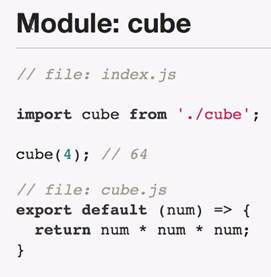 Module: cube
// file: index.js
import cube from './cube';
cube(4); // 64
// file: cube.js
export default (num) => {
  return num * num * num;
}